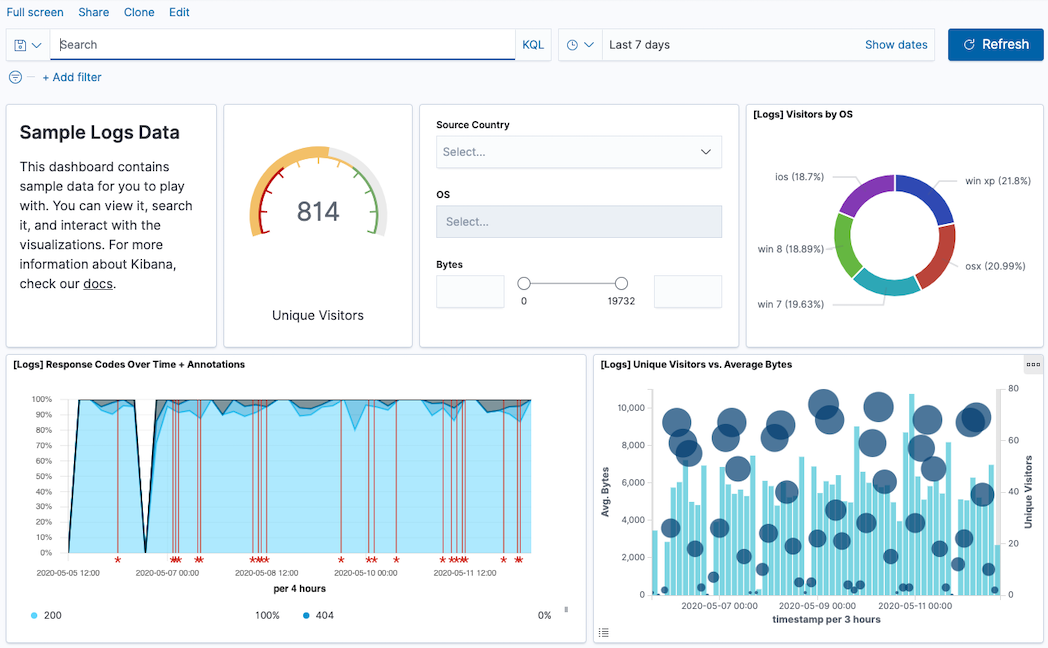 Full screen Share Clone Edit
Search KQL Last 7 days Show dates Refresh
+ Add filter
Sample Logs Data
This dashboard contains
sample data for you to play
with. You can view it, search
it, and interact with the
visualizations. For more
information about Kibana,
check our docs.
814
Unique Visitors
Source Country
Select...
OS
Select...
Bytes
0 19732
[Logs] Visitors by OS
ios (18.7%) win xp (21.8%)
win 8 (18.89%) osx (20.99%)
win 7 (19.63%)
[Logs] Response Codes Over Time + Annotations
100%
90%
80%
70%
60%
50%
40%
30%
20%
10%
0%
2020-05-05 12:00 2020-05-07 00:00 2020-05-08 12:00 2020-05-10 00:00 2020-05-11 12:00
per 4 hours
200 100% 404 0%
[Logs] Unique Visitors vs. Average Bytes
Avg. Bytes
10,000
8,000
6,000
4,000
2,000
0
80
60
40
20
0
Unique Visitors
2020-05-07 00:00 2020-05-09 00:00 2020-05-11 00:00
timestamp per 3 hours